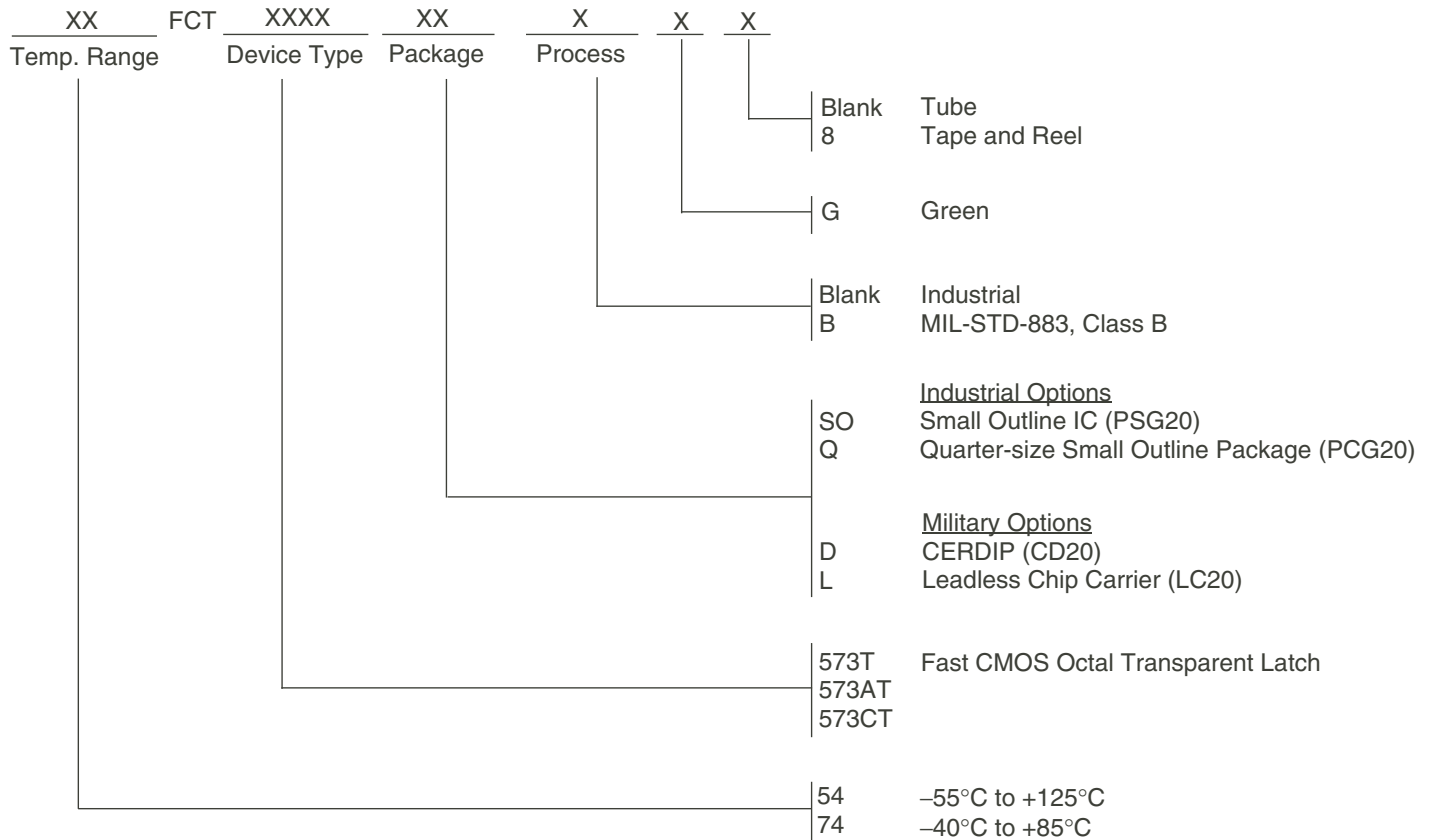 XX FCT XXXX XX X X X
Temp. Range Device Type Package Process
Blank Tube
8 Tape and Reel
G Green
Blank Industrial
B MIL-STD-883, Class B
Industrial Options
SO Small Outline IC (PSG20)
Q Quarter-size Small Outline Package (PCG20)
Military Options
D CERDIP (CD20)
L Leadless Chip Carrier (LC20)
573T Fast CMOS Octal Transparent Latch
573AT
573CT
54 –55°C to +125°C
74 –40°C to +85°C